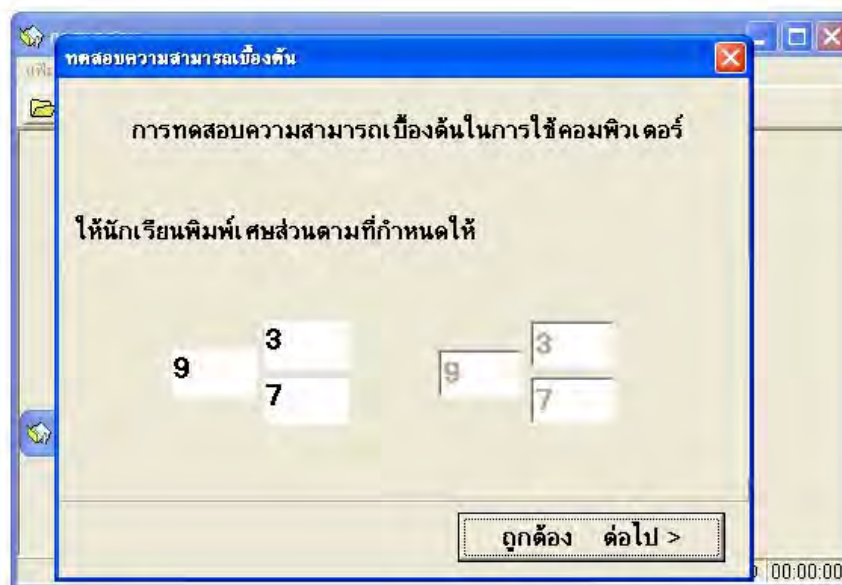 ทดสอบความสามารถเบื้องต้น
การทดสอบความสามารถเบื้องต้นในการใช้คอมพิวเตอร์
ให้นักเรียนพิมพ์เศษส่วนตามที่กำหนดให้
3 3
9 9
7 7
ถูกต้อง ต่อไป >
00:00:00